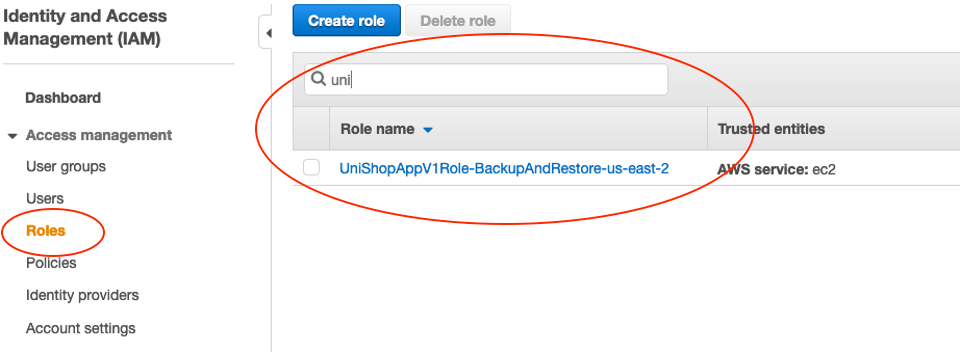 Identity and Access
Management (IAM)
Dashboard
Access management
User groups
Users
Roles
Policies
Identity providers
Account settings
Create role Delete role
uni
Role name Trusted entities
UniShopAppV1Role-BackupAndRestore-us-east-2 AWS service: ec2